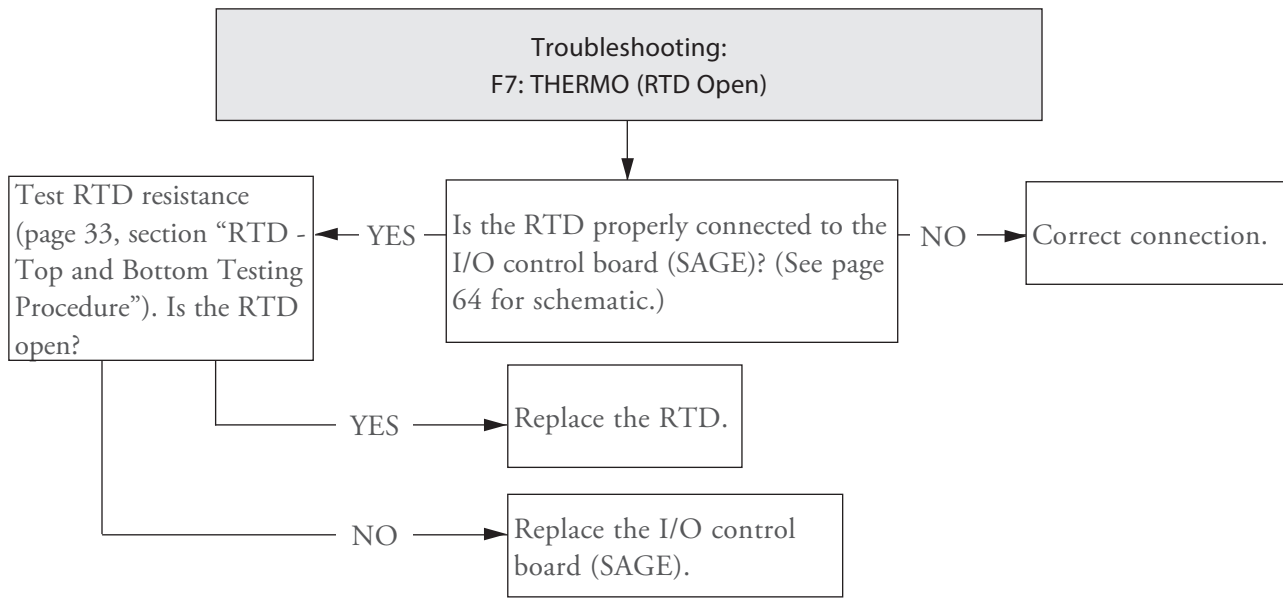 Troubleshooting:
F7: THERMO (RTD Open)
Test RTD resistance
(page 33, section “RTD -
Top and Bottom Testing
Procedure”). Is the RTD
open?
YES
Is the RTD properly connected to the
I/O control board (SAGE)? (See page
64 for schematic.)
NO
Correct connection.
YES
Replace the RTD.
NO
Replace the I/O control
board (SAGE).